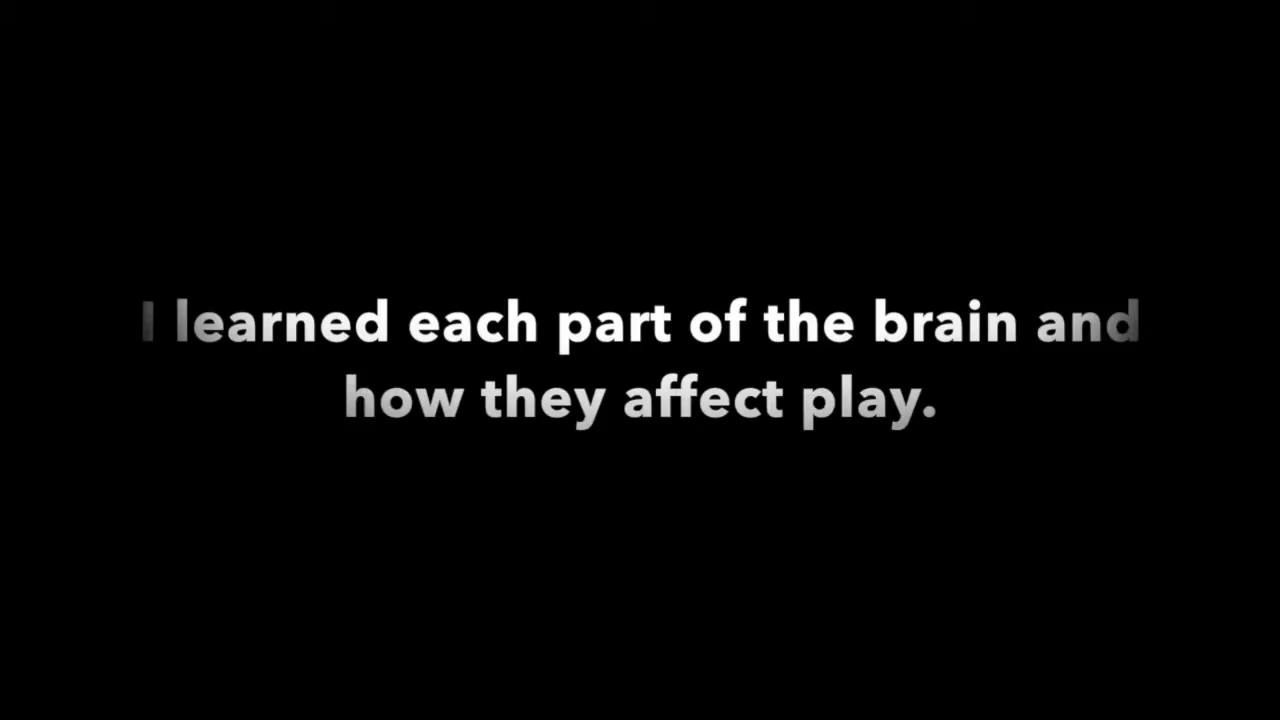 I learned each part of the brain and
how they affect play.